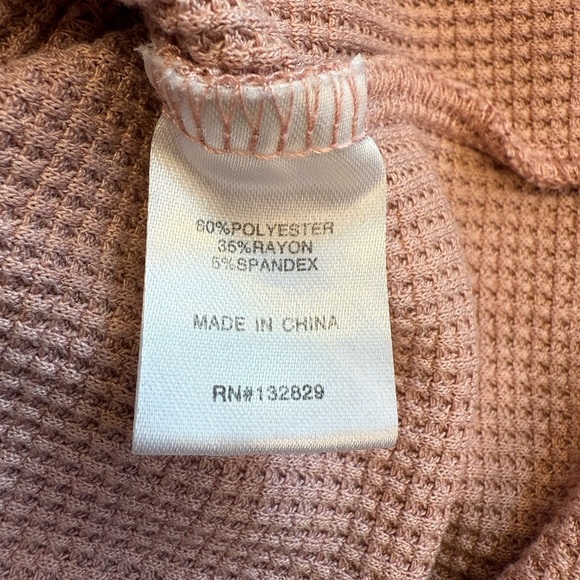 60%POLYESTER
35%RAYON
5%SPANDEX
MADE IN CHINA
RN#132829